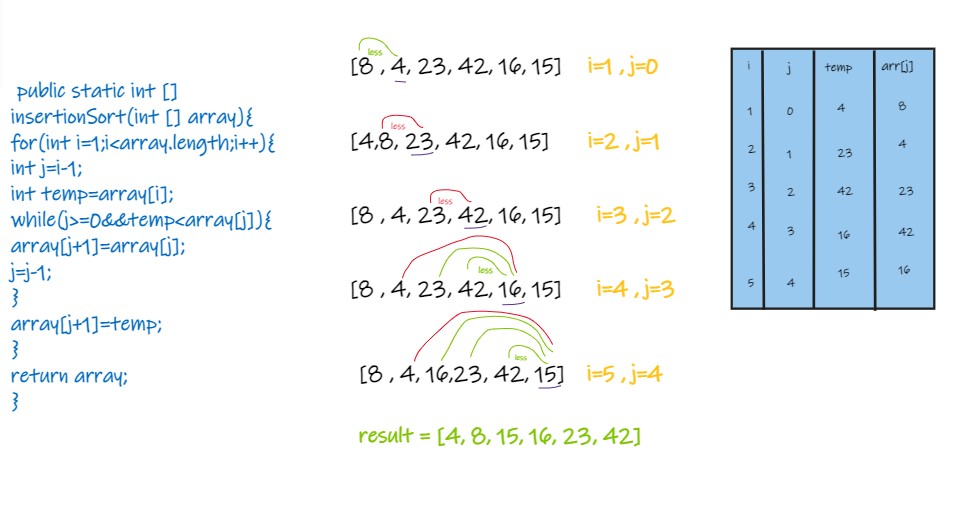 public static int []
insertionSort(int [] array){
for(int i=1;i<array.length;i++){
int j=i-1;
int temp=array[i];
while(j>=0&&temp<array[j]){
array[j+1]=array[j];
j=j-1;
}
array[j+1]=temp;
}
return array;
}
less
[8 , 4, 23, 42, 16, 15] i=1 , j=0
less
[4,8, 23, 42, 16, 15] i=2 , j=1
less
[8 , 4, 23, 42, 16, 15] i=3 , j=2
less
[8 , 4, 23, 42, 16, 15] i=4 , j=3
less
[8 , 4, 16,23, 42, 15] i=5 , j=4
result = [4, 8, 15, 16, 23, 42]
i j temp arr[j]
1 0 4 8
2 1 23 4
3 2 42 23
4 3 16 42
5 4 15 16